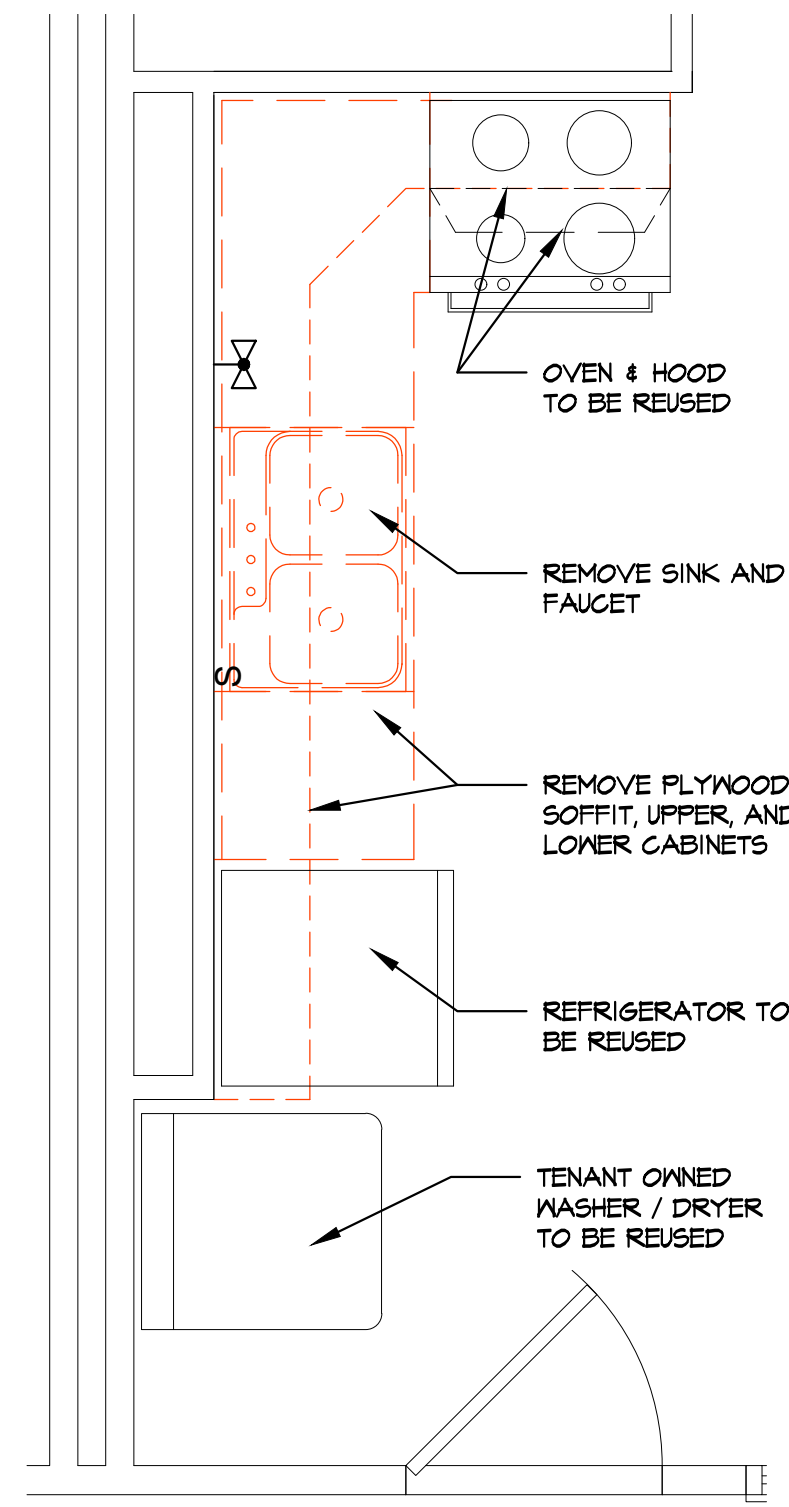 OVEN & HOOD
TO BE REUSED
REMOVE SINK AND
FAUCET
S
REMOVE PLYWOOD
SOFFIT, UPPER, AND
LOWER CABINETS
REFRIGERATOR TO
BE REUSED
TENANT OWNED
WASHER / DRYER
TO BE REUSED